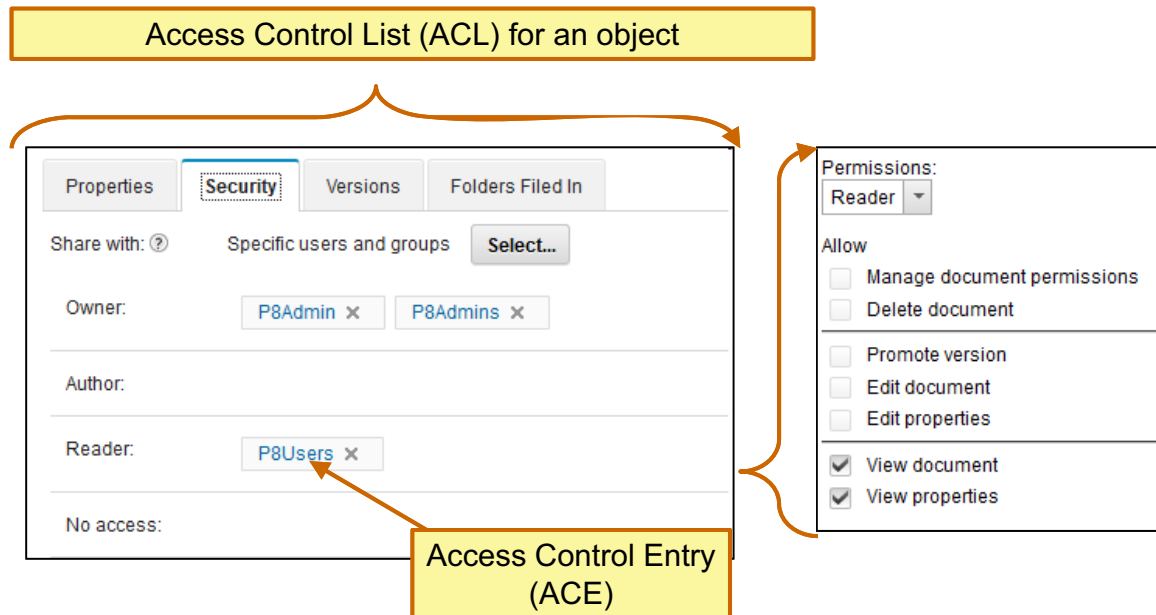 Access Control List (ACL) for an object
Properties
Security
Versions
Folders Filed In
Share with: ?
Specific users and groups
Select...
Owner:
P8Admin ×
P8Admins ×
Author:
Reader:
P8Users ×
No access:
Access Control Entry
(ACE)
Permissions:
Reader
Allow
Manage document permissions
Delete document
Promote version
Edit document
Edit properties
View document
View properties